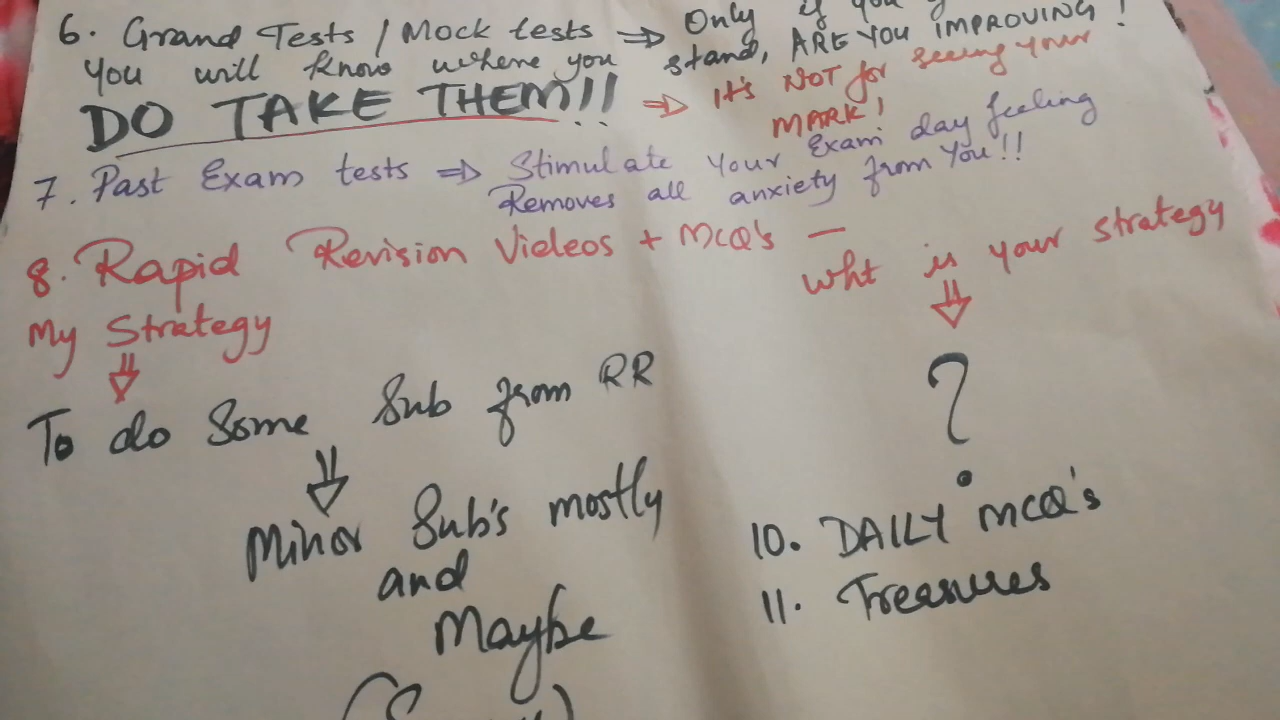 6. Grand Tests / Mock tests ⇒ Only if you
You will know where you stand, ARE YOU IMPROVING!
DO TAKE THEM!! ⇒ It's NOT for seeing your
MARK!
7. Past Exam tests ⇒ Stimulate your Exam day feeling
Removes all anxiety from You!!
8. Rapid Revision Videos + MCQ's —
My Strategy
⇓
To do Some Sub from RR
⇓
Minor Sub's mostly
and
Maybe
wht is your strategy
⇓
?
10. DAILY MCQ's
11. Treasures